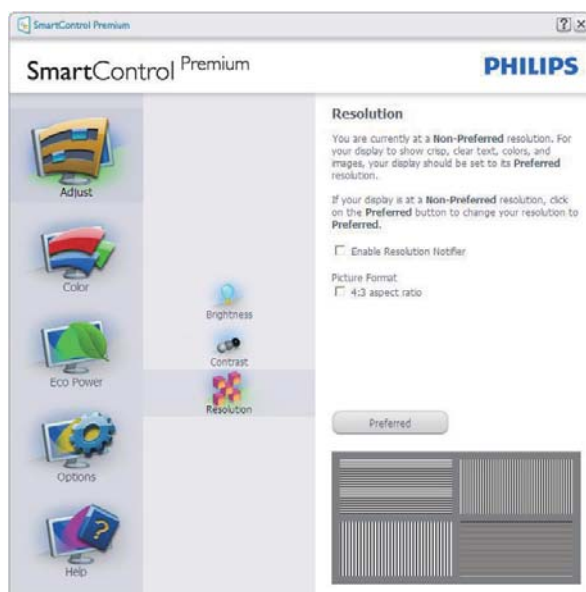 SmartControl Premium
SmartControl Premium
PHILIPS
Adjust
Color
Eco Power
Options
Help
Brightness
Contrast
Resolution
Resolution
You are currently at a Non-Preferred resolution. For
your display to show crisp, clear text, colors, and
images, your display should be set to its Preferred
resolution.
If your display is at a Non-Preferred resolution, click
on the Preferred button to change your resolution to
Preferred.
Enable Resolution Notifier
Picture Format
4:3 aspect ratio
Preferred